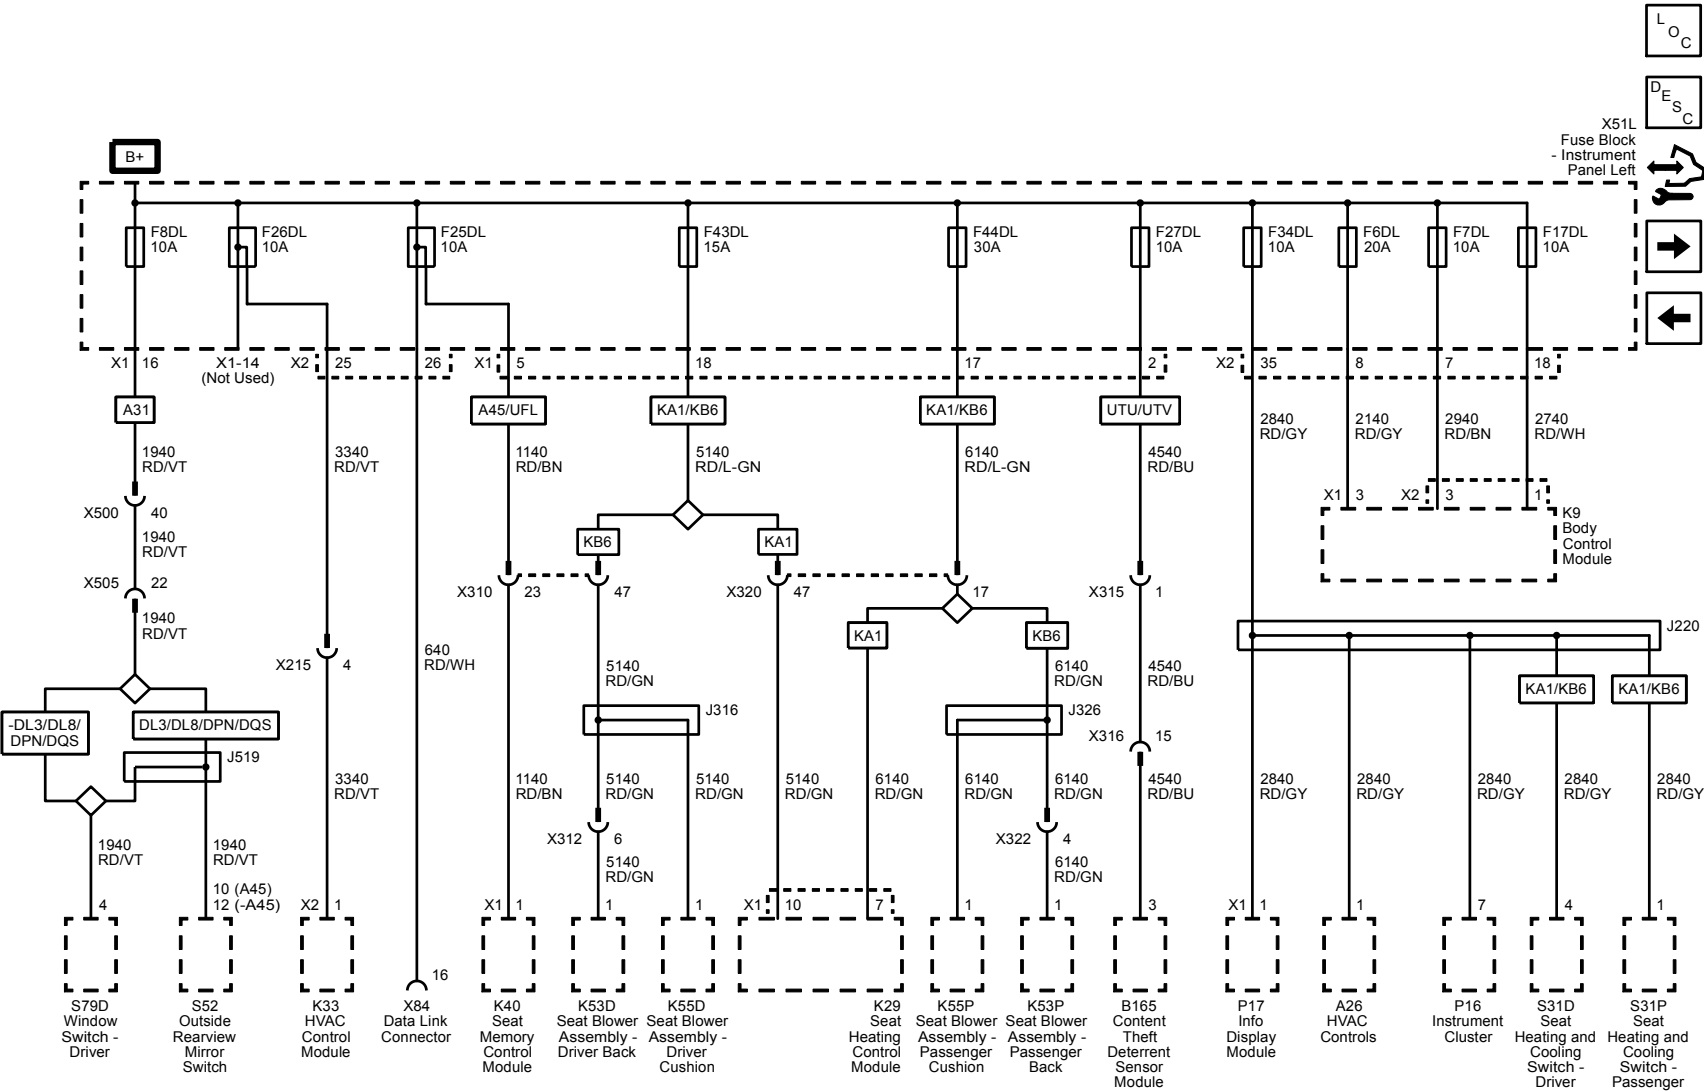 L
O
C
D
E
S
C
X51L
Fuse Block
- Instrument
Panel Left
B+
F8DL
10A
F26DL
10A
F25DL
10A
F43DL
15A
F44DL
30A
F27DL
10A
F34DL
10A
F6DL
20A
F7DL
10A
F17DL
10A
X1 16
X1-14
(Not Used)
X2 25
26
X1 5
18
17
2
X2 35
8
7
18
A31
A45/UFL
KA1/KB6
KA1/KB6
UTU/UTV
2840
RD/GY
2140
RD/GY
2940
RD/BN
2740
RD/WH
1940
RD/VT
3340
RD/VT
1140
RD/BN
5140
RD/L-GN
6140
RD/L-GN
4540
RD/BU
X1 3
X2 3
1
K9
Body
Control
Module
X500 40
1940
RD/VT
KB6
KA1
X505 22
X310 23
47
X320 47
17
X315 1
1940
RD/VT
KA1
KB6
J220
X215 4
640
RD/WH
5140
RD/GN
6140
RD/GN
4540
RD/BU
KA1/KB6
KA1/KB6
-DL3/DL8/
DPN/DQS
DL3/DL8/DPN/DQS
J316
J326
X316 15
J519
3340
RD/VT
1140
RD/BN
5140
RD/GN
5140
RD/GN
5140
RD/GN
6140
RD/GN
6140
RD/GN
6140
RD/GN
4540
RD/BU
2840
RD/GY
2840
RD/GY
2840
RD/GY
2840
RD/GY
2840
RD/GY
X312 6
X322 4
1940
RD/VT
1940
RD/VT
5140
RD/GN
6140
RD/GN
4
10 (A45)
12 (-A45)
X2 1
X1 1
1
1
X1 10
7
1
1
3
X1 1
1
7
4
1
16
S79D
Window
Switch -
Driver
S52
Outside
Rearview
Mirror
Switch
K33
HVAC
Control
Module
X84
Data Link
Connector
K40
Seat
Memory
Control
Module
K53D
Seat Blower
Assembly -
Driver Back
K55D
Seat Blower
Assembly -
Driver
Cushion
K29
Seat
Heating
Control
Module
K55P
Seat Blower
Assembly -
Passenger
Cushion
K53P
Seat Blower
Assembly -
Passenger
Back
B165
Content
Theft
Deterrent
Sensor
Module
P17
Info
Display
Module
A26
HVAC
Controls
P16
Instrument
Cluster
S31D
Seat
Heating and
Cooling
Switch -
Driver
S31P
Seat
Heating and
Cooling
Switch -
Passenger